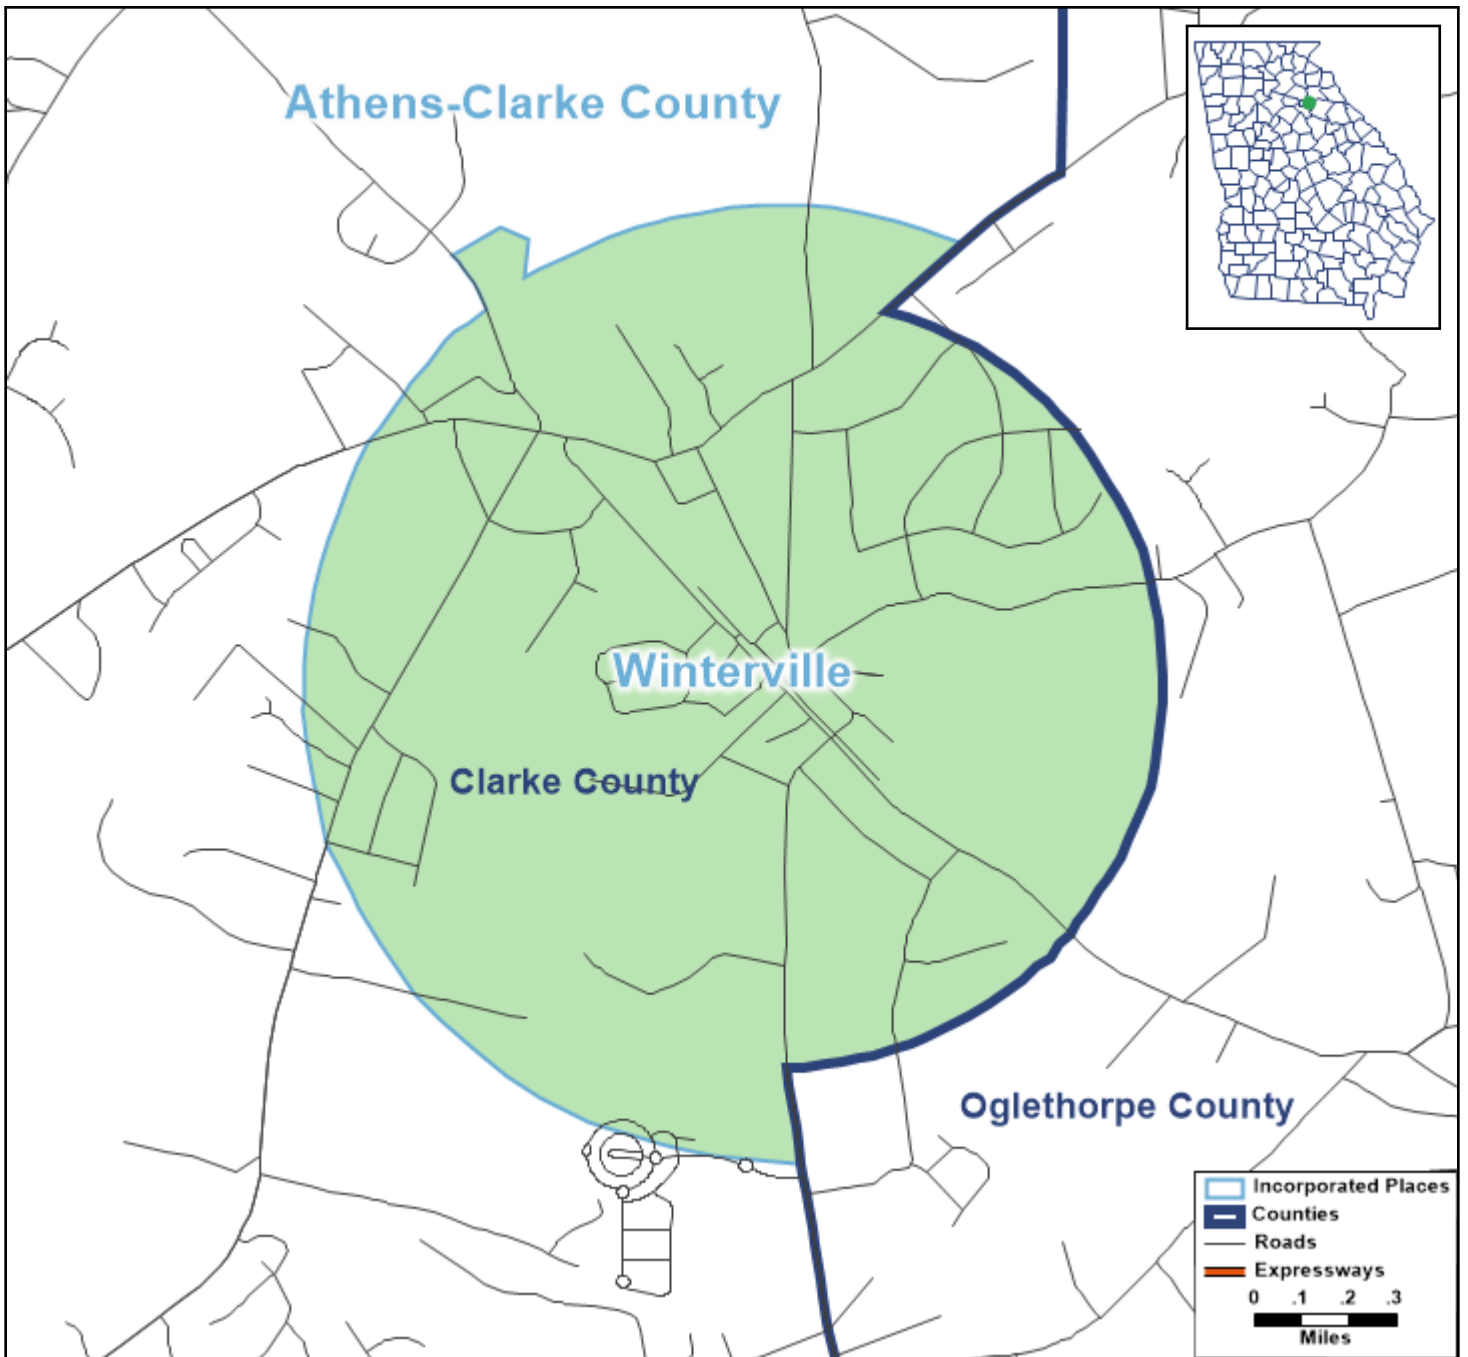 Athens-Clarke County
Winterville
Clarke County
Oglethorpe County
Incorporated Places
Counties
Roads
Expressways
0 .1 .2 .3
Miles